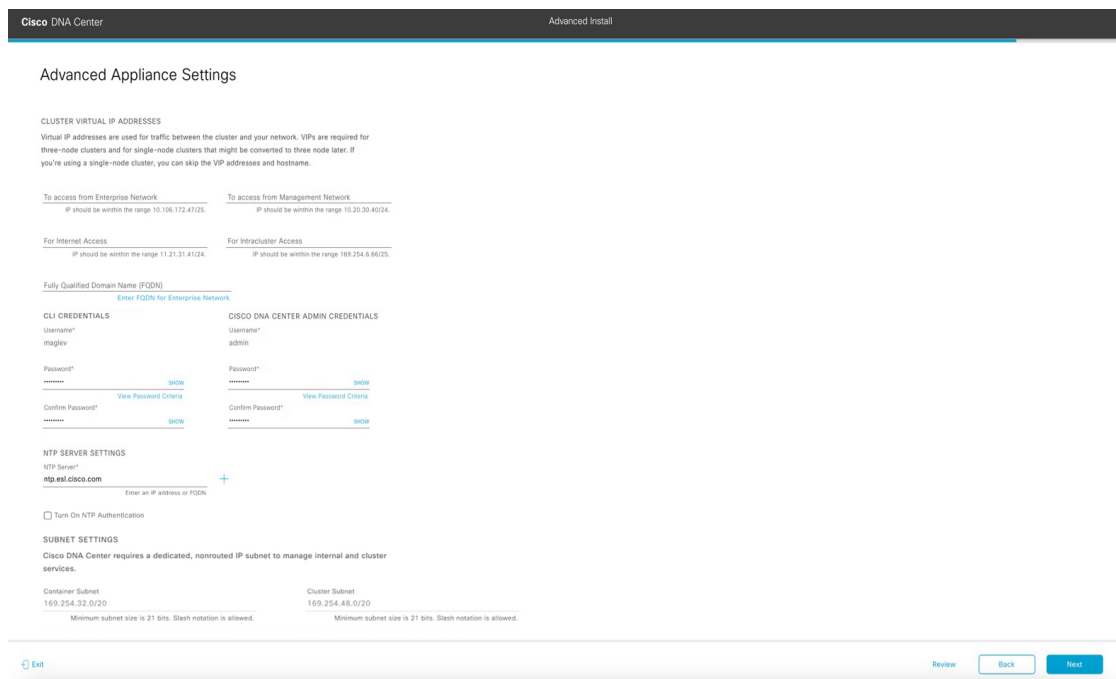 Cisco DNA Center
Advanced Install
Advanced Appliance Settings
CLUSTER VIRTUAL IP ADDRESSES
Virtual IP addresses are used for traffic between the cluster and your network. VIPs are required for
three-node clusters and for single-node clusters that might be converted to three node later. If
you're using a single-node cluster, you can skip the VIP addresses and hostname.
To access from Enterprise Network
IP should be winthin the range 10.106.172.47/25.
To access from Management Network
IP should be winthin the range 10.20.30.40/24.
For Internet Access
IP should be winthin the range 11.21.31.41/24.
For Intracluster Access
IP should be winthin the range 169.254.6.66/25.
Fully Qualified Domain Name (FQDN)
Enter FQDN for Enterprise Network
CLI CREDENTIALS
Username*
maglev
Password*
••••••••• SHOW
View Password Criteria
Confirm Password*
••••••••• SHOW
CISCO DNA CENTER ADMIN CREDENTIALS
Username*
admin
Password*
••••••••• SHOW
View Password Criteria
Confirm Password*
••••••••• SHOW
NTP SERVER SETTINGS
NTP Server*
ntp.esl.cisco.com
Enter an IP address or FQDN
Turn On NTP Authentication
SUBNET SETTINGS
Cisco DNA Center requires a dedicated, nonrouted IP subnet to manage internal and cluster
services.
Container Subnet
169.254.32.0/20
Minimum subnet size is 21 bits. Slash notation is allowed.
Cluster Subnet
169.254.48.0/20
Minimum subnet size is 21 bits. Slash notation is allowed.
Exit
Review
Back
Next